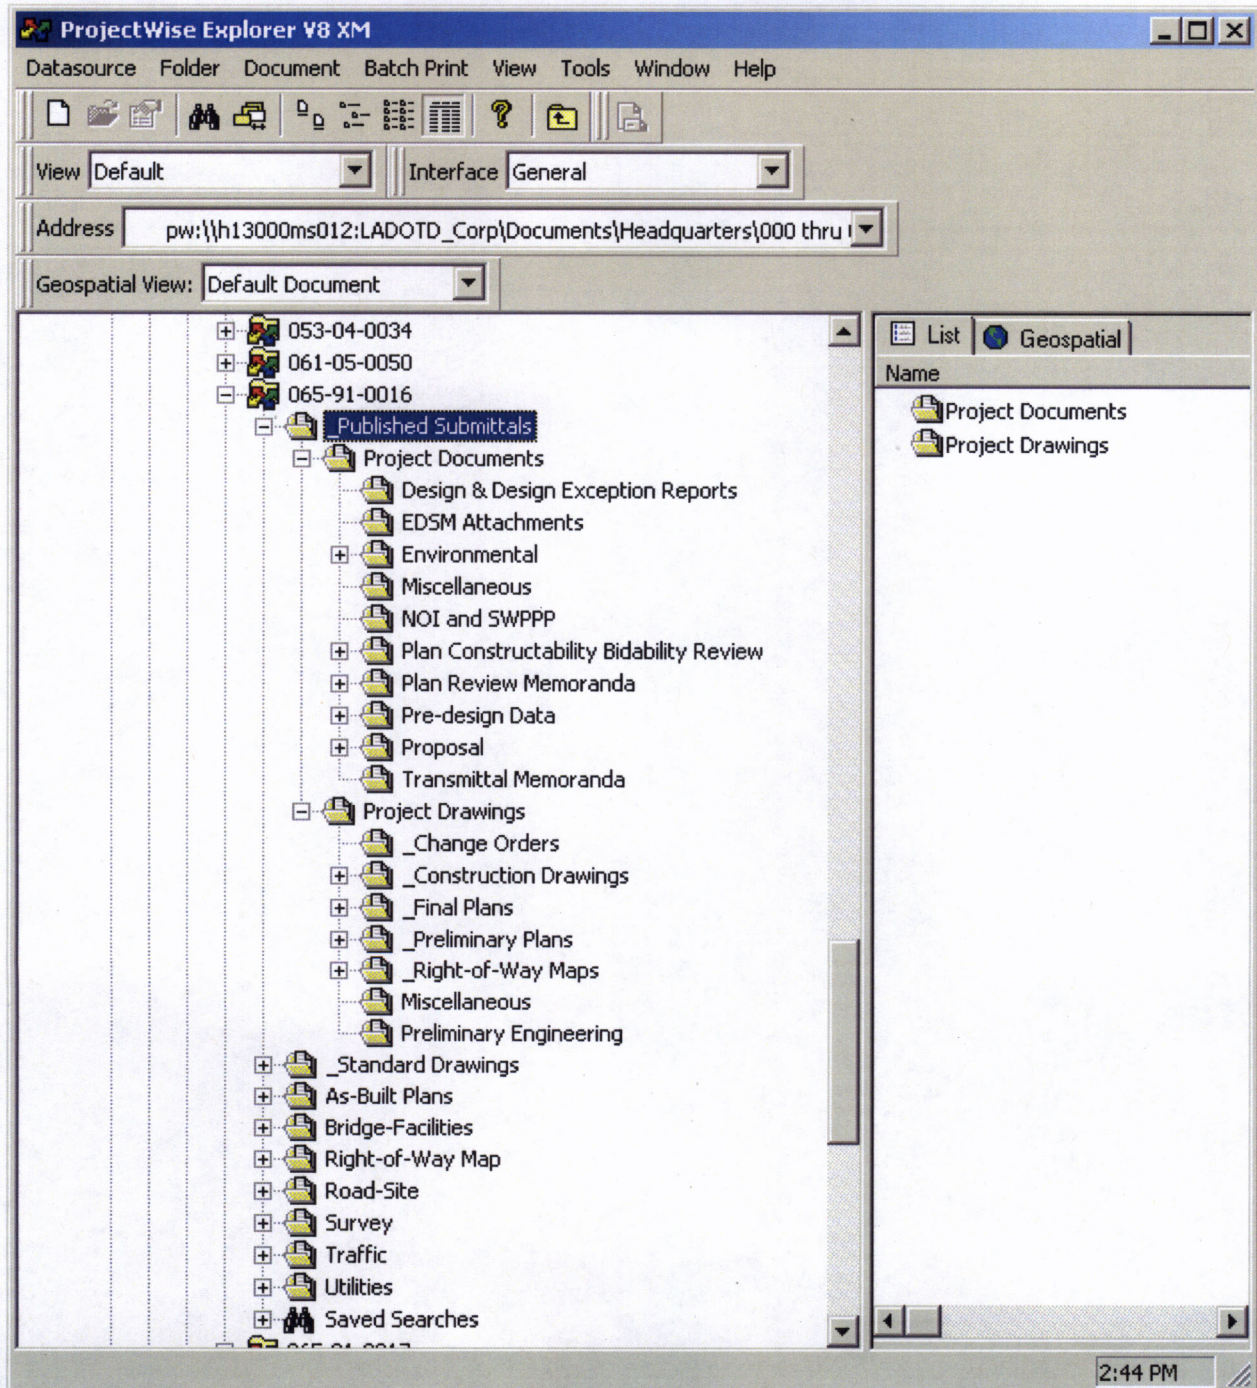 ProjectWise Explorer V8 XM
Datasource Folder Document Batch Print View Tools Window Help
View Default Interface General
Address pw:\\h13000ms012:LADOTD_Corp\Documents\Headquarters\000 thru
Geospatial View: Default Document
053-04-0034
061-05-0050
065-91-0016
_Published Submittals
Project Documents
Design & Design Exception Reports
EDSM Attachments
Environmental
Miscellaneous
NOI and SWPPP
Plan Constructability Bidability Review
Plan Review Memoranda
Pre-design Data
Proposal
Transmittal Memoranda
Project Drawings
_Change Orders
_Construction Drawings
_Final Plans
_Preliminary Plans
_Right-of-Way Maps
Miscellaneous
Preliminary Engineering
_Standard Drawings
As-Built Plans
Bridge-Facilities
Right-of-Way Map
Road-Site
Survey
Traffic
Utilities
Saved Searches
List Geospatial
Name
Project Documents
Project Drawings
2:44 PM